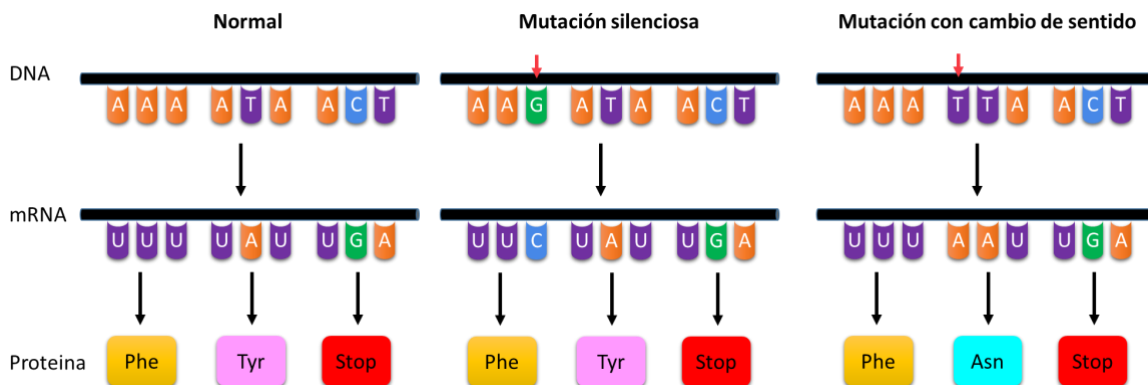 Normal Mutación silenciosa Mutación con cambio de sentido
DNA A A A A T A A C T A A G A T A A C T A A A T T A A C T
mRNA U U U U A U U G A U U C U A U U G A U U U A A U U G A
Proteina Phe Tyr Stop Phe Tyr Stop Phe Asn Stop